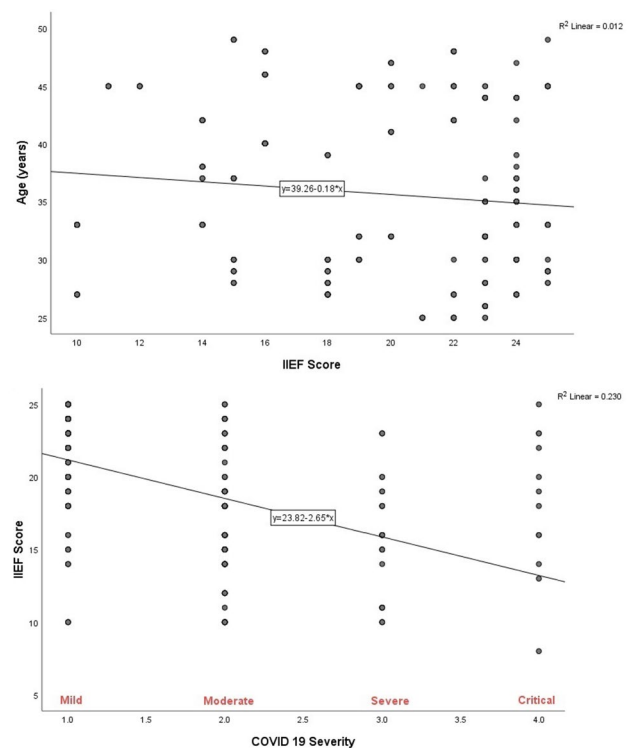 R² Linear = 0.012
50
45
40
35
30
25
Age (years)
y=39.26-0.18*x
10 12 14 16 18 20 22 24
IIEF Score
R² Linear = 0.230
25
20
15
10
5
IIEF Score
y=23.82-2.65*x
Mild Moderate Severe Critical
1.0 1.5 2.0 2.5 3.0 3.5 4.0
COVID 19 Severity